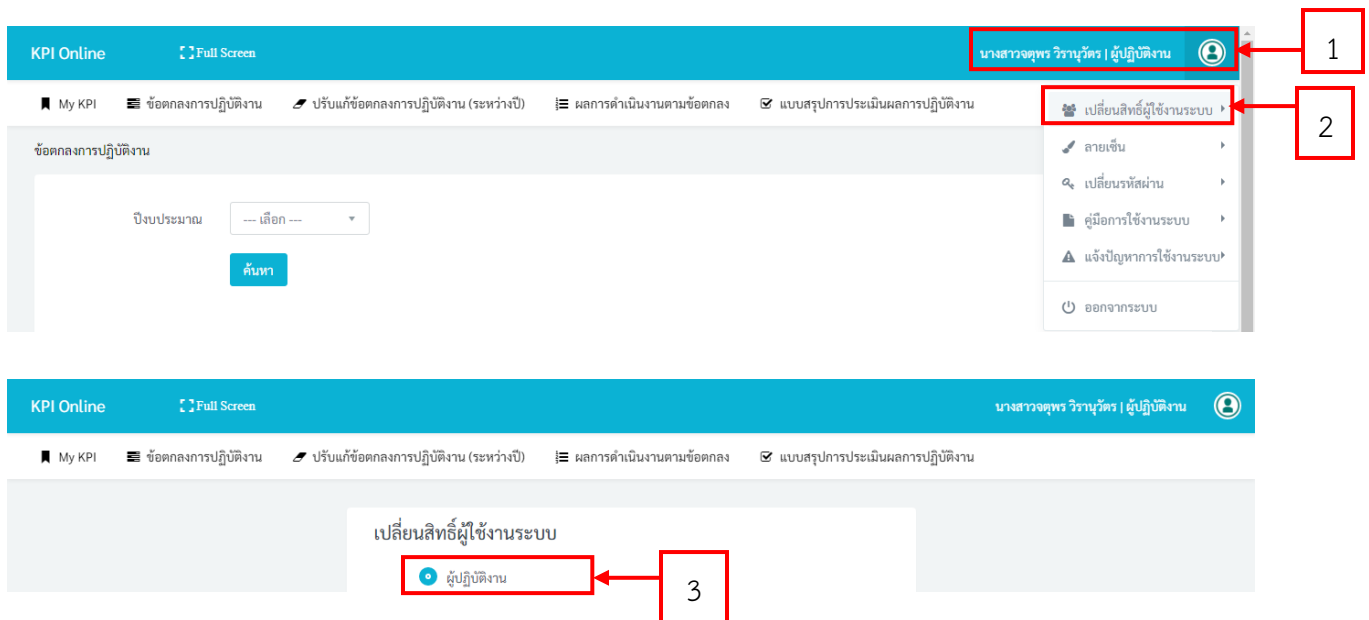 KPI Online
Full Screen
นางสาวจตุพร วิรานุวัตร | ผู้ปฏิบัติงาน
1
My KPI
ข้อตกลงการปฏิบัติงาน
ปรับแก้ข้อตกลงการปฏิบัติงาน (ระหว่างปี)
ผลการดำเนินงานตามข้อตกลง
แบบสรุปการประเมินผลการปฏิบัติงาน
เปลี่ยนสิทธิ์ผู้ใช้งานระบบ
2
ข้อตกลงการปฏิบัติงาน
ลายเซ็น
เปลี่ยนรหัสผ่าน
ปีงบประมาณ
--- เลือก ---
คู่มือการใช้งานระบบ
แจ้งปัญหาการใช้งานระบบ
ค้นหา
ออกจากระบบ
KPI Online
Full Screen
นางสาวจตุพร วิรานุวัตร | ผู้ปฏิบัติงาน
My KPI
ข้อตกลงการปฏิบัติงาน
ปรับแก้ข้อตกลงการปฏิบัติงาน (ระหว่างปี)
ผลการดำเนินงานตามข้อตกลง
แบบสรุปการประเมินผลการปฏิบัติงาน
เปลี่ยนสิทธิ์ผู้ใช้งานระบบ
ผู้ปฏิบัติงาน
3